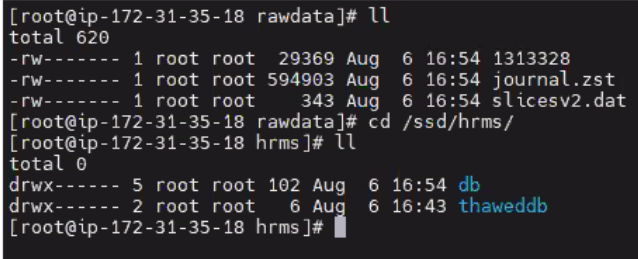 [root@ip-172-31-35-18 rawdata]# ll
total 620
-rw------- 1 root root  29369 Aug  6 16:54 1313328
-rw------- 1 root root 594903 Aug  6 16:54 journal.zst
-rw------- 1 root root    343 Aug  6 16:54 slicesv2.dat
[root@ip-172-31-35-18 rawdata]# cd /ssd/hrms/
[root@ip-172-31-35-18 hrms]# ll
total 0
drwx------ 5 root root 102 Aug  6 16:54 db
drwx------ 2 root root   6 Aug  6 16:43 thaweddb
[root@ip-172-31-35-18 hrms]#